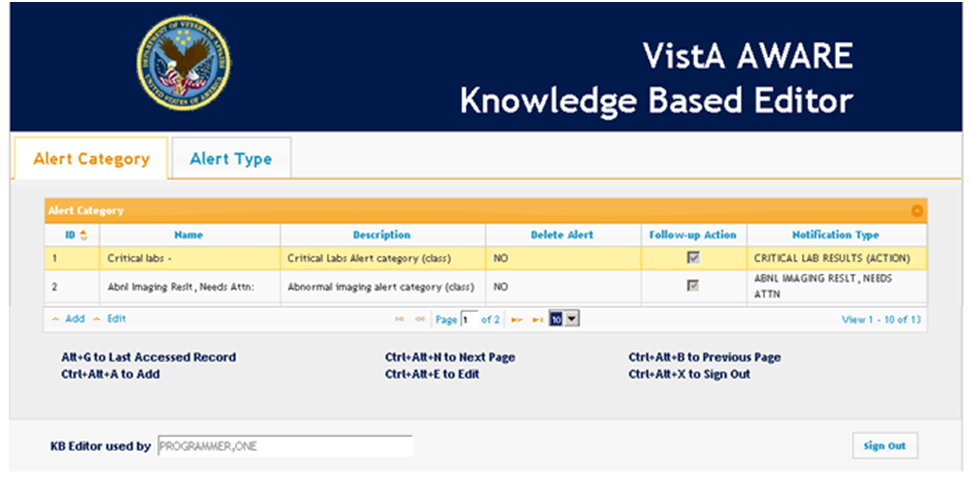 VistA AWARE
Knowledge Based Editor
Alert Category Alert Type
Alert Category
ID Name Description Delete Alert Follow-up Action Notification Type
1 Critical labs - Critical Labs Alert category (class) NO CRITICAL LAB RESULTS (ACTION)
2 Abnl Imaging Reslt, Needs Attn: Abnormal imaging alert category (class) NO ABNL IMAGING RESLT, NEEDS
ATTN
Add Edit Page 1 of 2 10 View 1 - 10 of 13
Alt+G to Last Accessed Record Ctrl+Alt+N to Next Page Ctrl+Alt+B to Previous Page
Ctrl+Alt+A to Add Ctrl+Alt+E to Edit Ctrl+Alt+X to Sign Out
KB Editor used by PROGRAMMER,ONE Sign Out